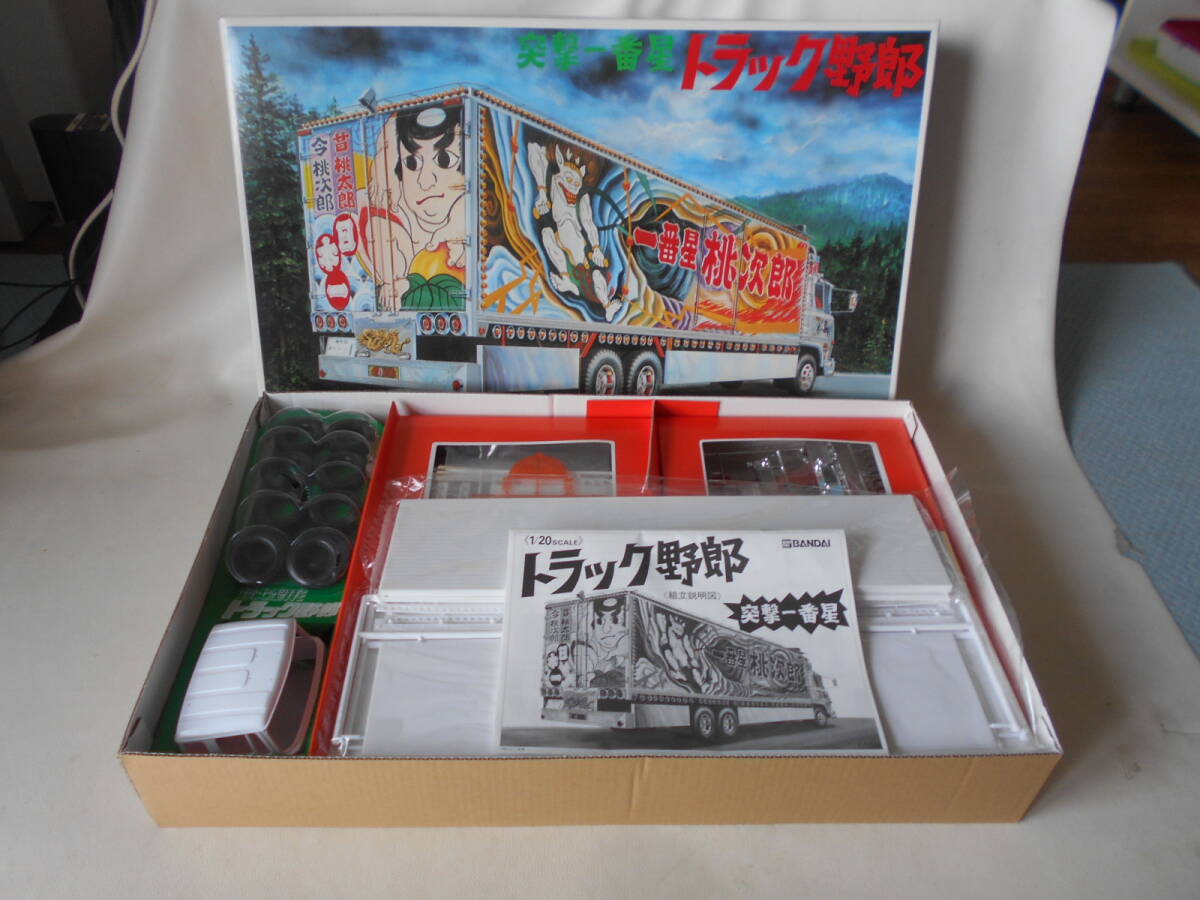 突撃一番星 トラック野郎
昔桃太郎
今桃次郎
日本一
一番星 桃次郎
〈1/20 SCALE〉
BANDAI
トラック野郎
〈組立説明図〉
突撃一番星
昔桃太郎
今桃次郎
日本一
一番星 桃次郎
トラック野郎